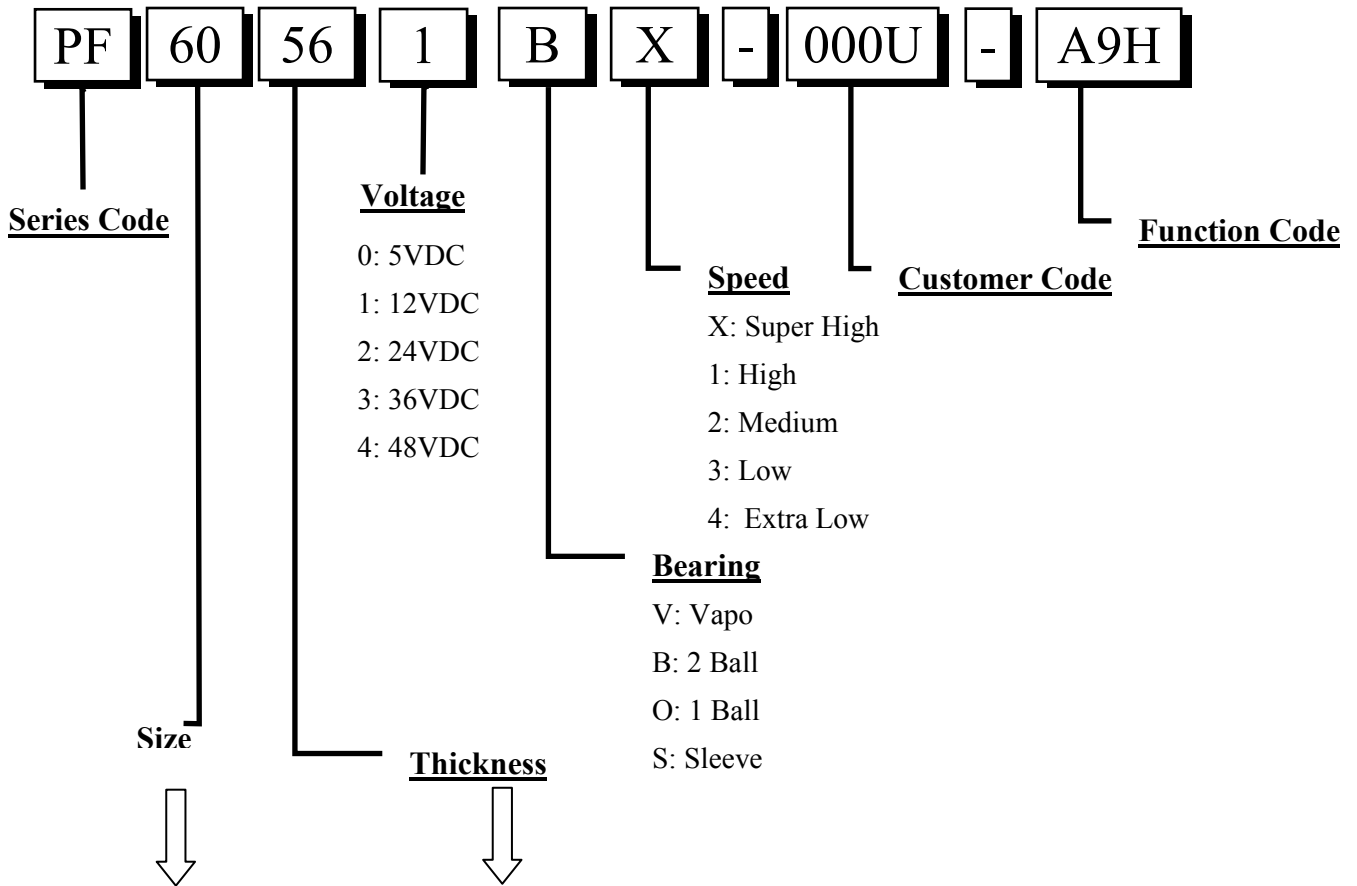 PF 60 56 1 B X - 000U - A9H
Series Code
Voltage
0: 5VDC
1: 12VDC
2: 24VDC
3: 36VDC
4: 48VDC
Function Code
Speed
X: Super High
1: High
2: Medium
3: Low
4: Extra Low
Customer Code
Bearing
V: Vapo
B: 2 Ball
O: 1 Ball
S: Sleeve
Size
Thickness